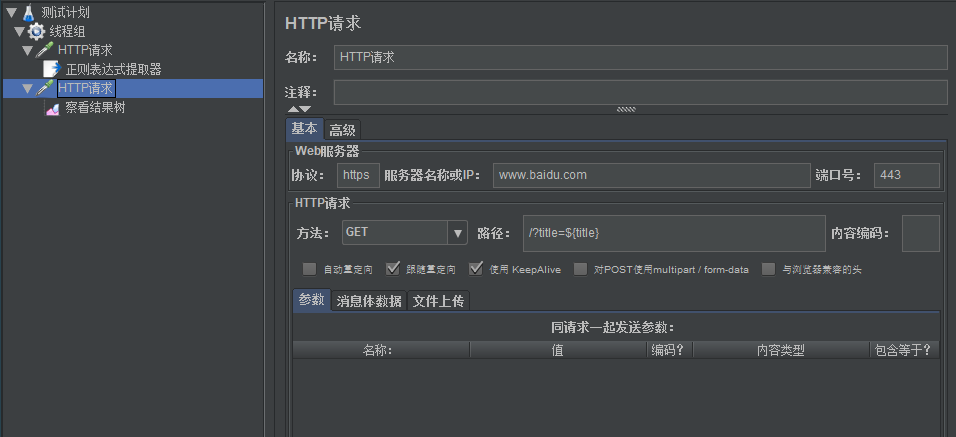 测试计划
线程组
HTTP请求
正则表达式提取器
HTTP请求
察看结果树
HTTP请求
名称: HTTP请求
注释:
基本 高级
Web服务器
协议: https 服务器名称或IP: www.baidu.com 端口号: 443
HTTP请求
方法: GET 路径: /?title=${title} 内容编码:
自动重定向 跟随重定向 使用 KeepAlive 对POST使用multipart / form-data 与浏览器兼容的头
参数 消息体数据 文件上传
同请求一起发送参数:
名称: 值 编码? 内容类型 包含等于?